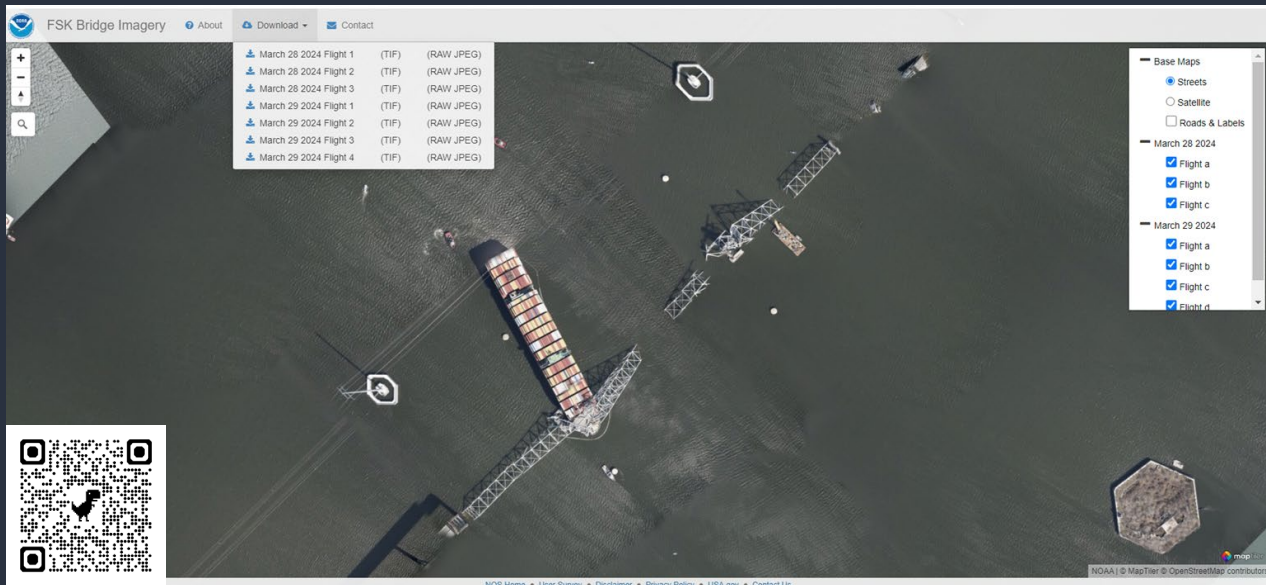 FSK Bridge Imagery About Download Contact
March 28 2024 Flight 1 (TIF) (RAW JPEG)
March 28 2024 Flight 2 (TIF) (RAW JPEG)
March 28 2024 Flight 3 (TIF) (RAW JPEG)
March 29 2024 Flight 1 (TIF) (RAW JPEG)
March 29 2024 Flight 2 (TIF) (RAW JPEG)
March 29 2024 Flight 3 (TIF) (RAW JPEG)
March 29 2024 Flight 4 (TIF) (RAW JPEG)
Base Maps
Streets
Satellite
Roads & Labels
March 28 2024
Flight a
Flight b
Flight c
March 29 2024
Flight a
Flight b
Flight c
Flight d
NOAA | © MapTiler © OpenStreetMap contributors
NOS Home • User Survey • Disclaimer • Privacy Policy • USA.gov • Contact Us